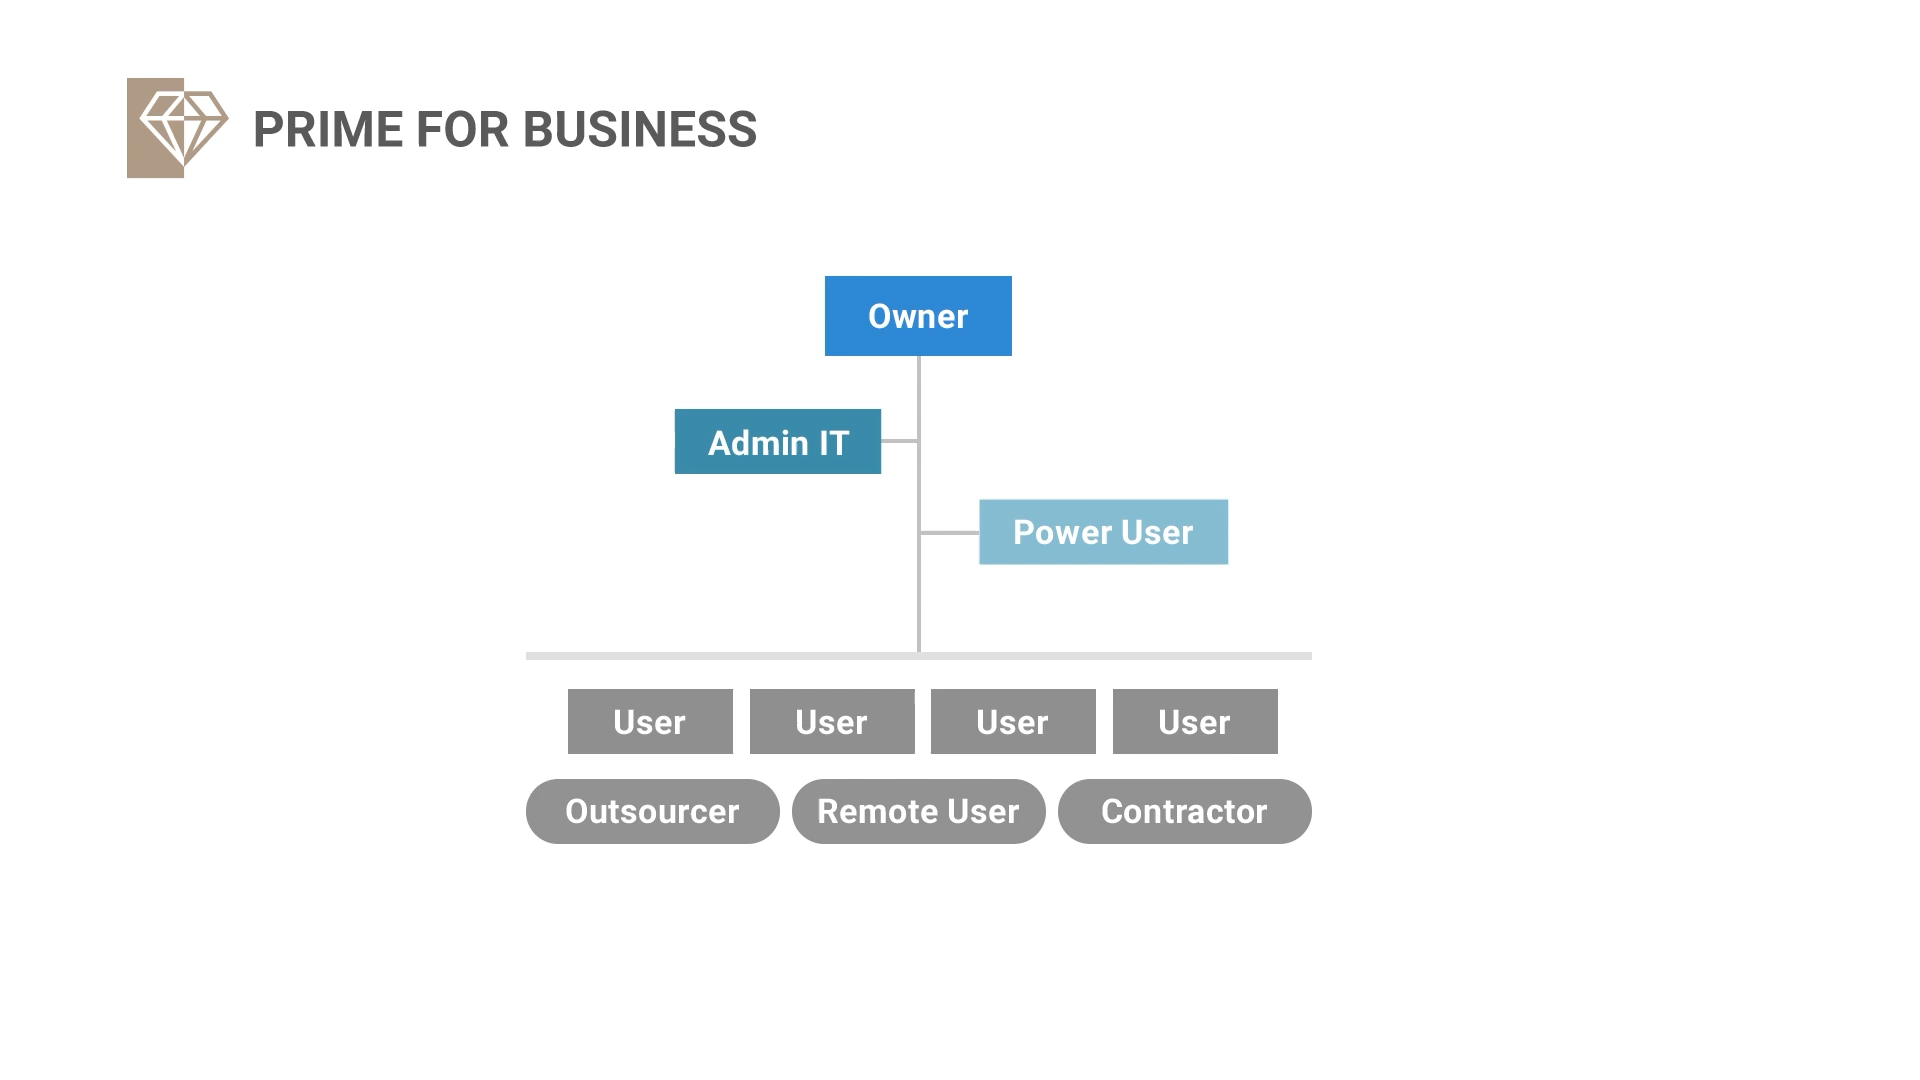 PRIME FOR BUSINESS
Owner
Admin IT
Power User
User User User User
Outsourcer Remote User Contractor